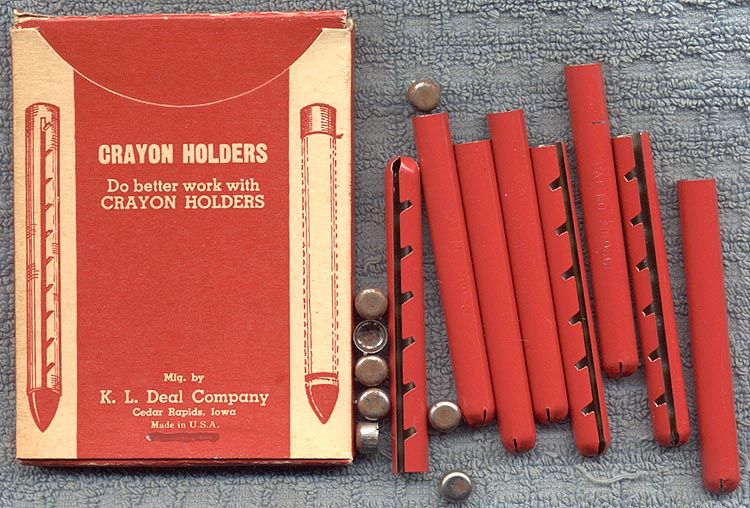 CRAYON HOLDERS
Do better work with
CRAYON HOLDERS
Mfg. by
K. L. Deal Company
Cedar Rapids, Iowa
Made in U.S.A.